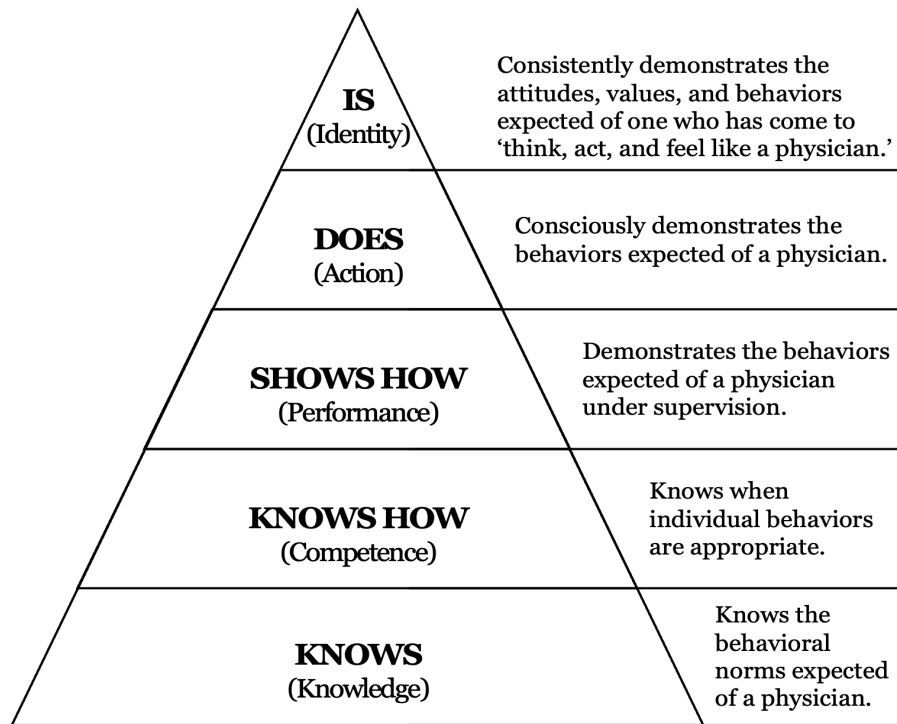 IS
(Identity)
Consistently demonstrates the
attitudes, values, and behaviors
expected of one who has come to
‘think, act, and feel like a physician.’
DOES
(Action)
Consciously demonstrates the
behaviors expected of a physician.
SHOWS HOW
(Performance)
Demonstrates the behaviors
expected of a physician
under supervision.
KNOWS HOW
(Competence)
Knows when
individual behaviors
are appropriate.
KNOWS
(Knowledge)
Knows the
behavioral
norms expected
of a physician.